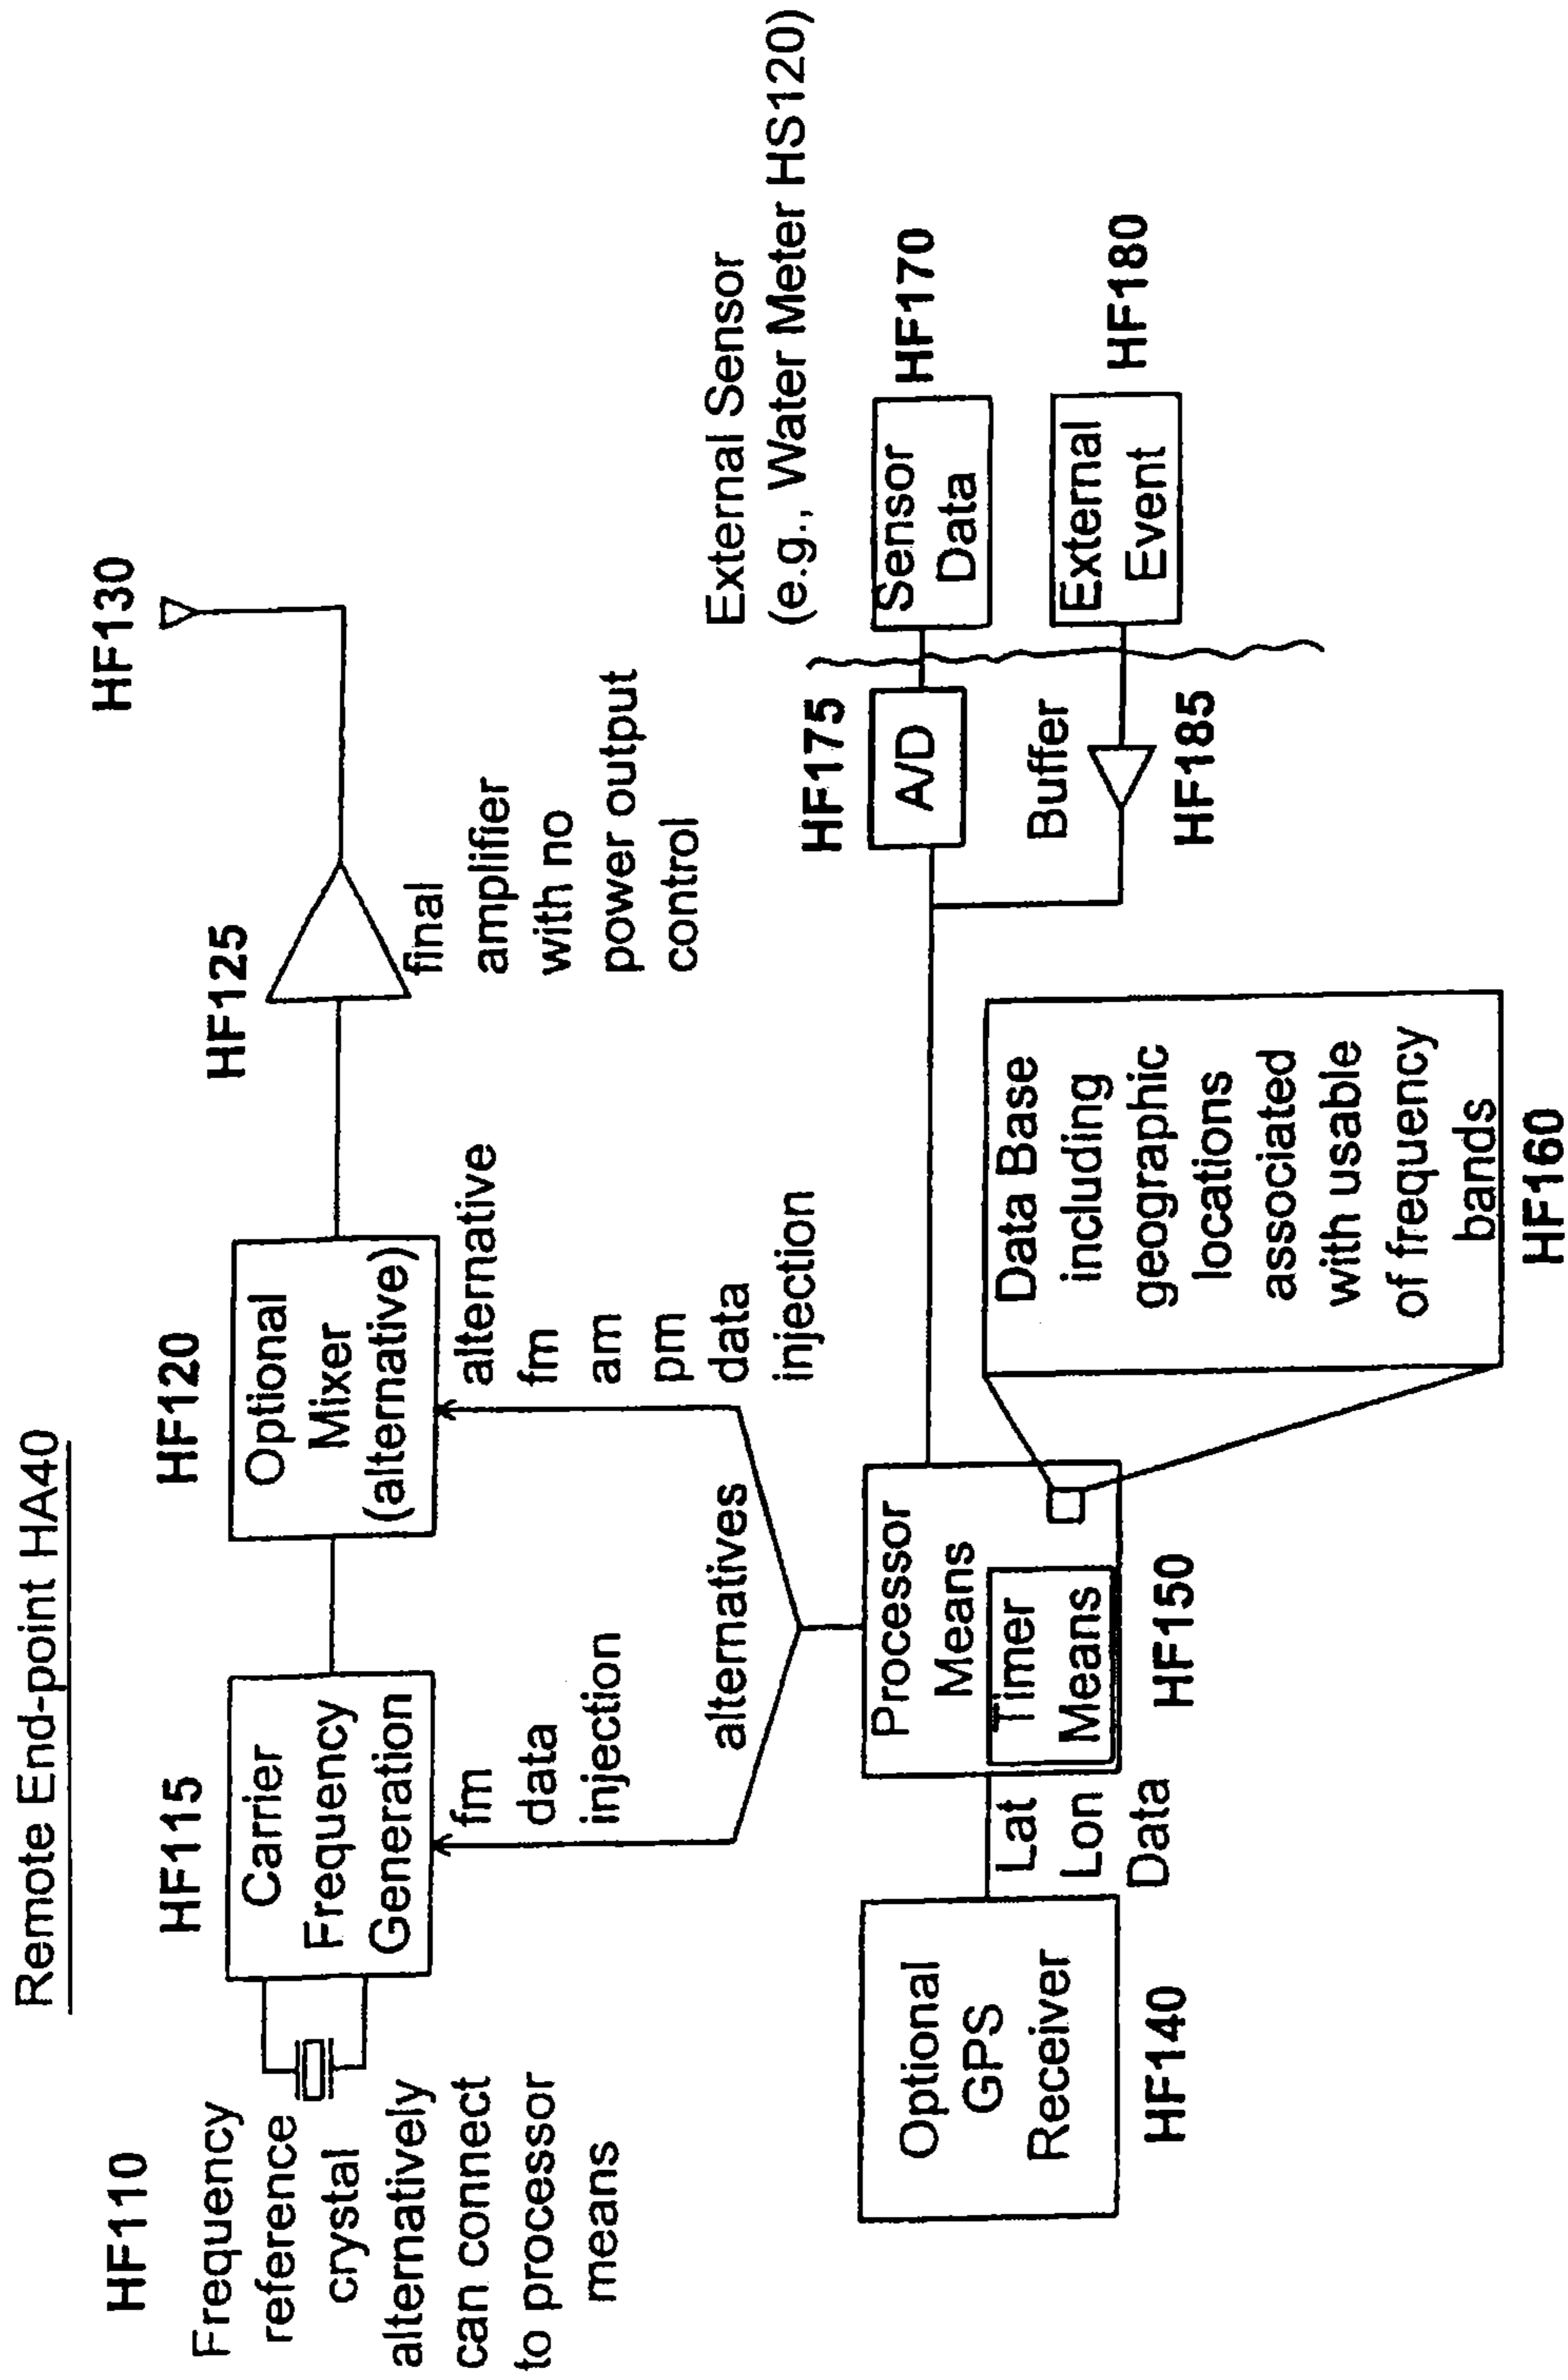 Remote End-point HA40
HF110
Frequency
reference
crystal
alternatively
can connect
to processor
means
HF115
Carrier
Frequency
Generation
fm
data
injection
HF120
Optional
Mixer
(alternative)
alternative
fm
am
pm
data
injection
alternatives
HF125
final
amplifier
with no
power output
control
HF130
Optional
GPS
Receiver
HF140
Lat
Lon
Data
Processor
Means
Timer
Means
HF150
Data Base
including
geographic
locations
associated
with usable
of frequency
bands
HF160
HF175
A/D
Buffer
HF185
External Sensor
(e.g., Water Meter HS120)
Sensor
Data
HF170
External
Event
HF180